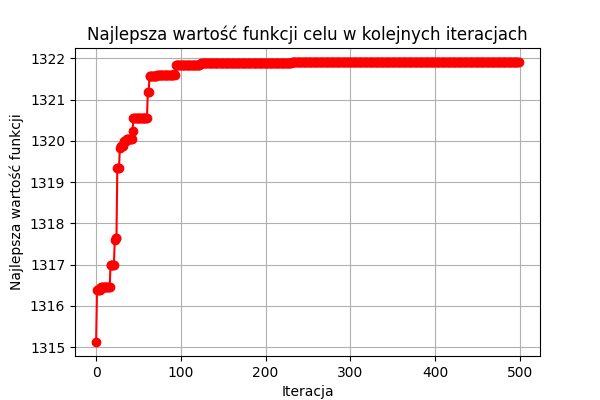 Najlepsza wartość funkcji celu w kolejnych iteracjach
Najlepsza wartość funkcji
1322
1321
1320
1319
1318
1317
1316
1315
0 100 200 300 400 500
Iteracja